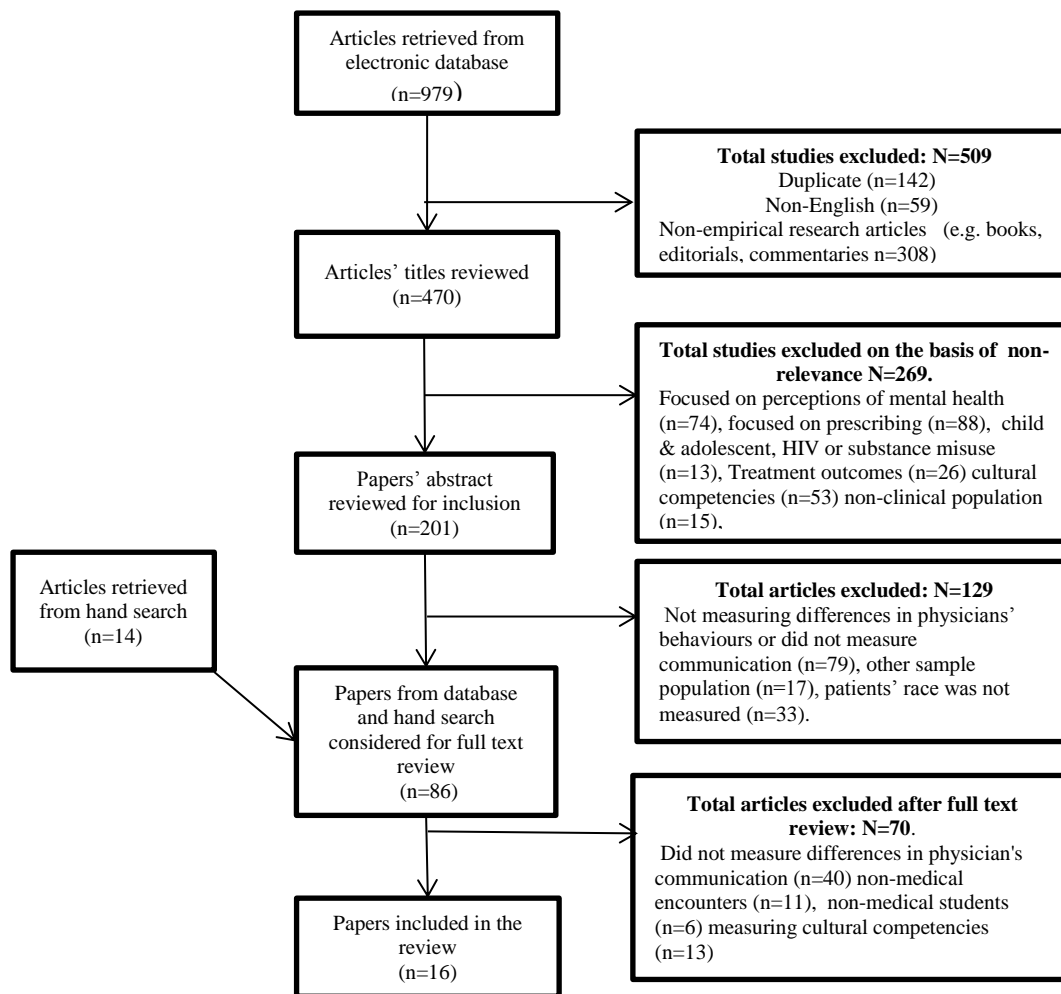 Articles retrieved from
electronic database
(n=979)
Total studies excluded: N=509
Duplicate (n=142)
Non-English (n=59)
Non-empirical research articles (e.g. books,
editorials, commentaries n=308)
Articles’ titles reviewed
(n=470)
Total studies excluded on the basis of non-
relevance N=269.
Focused on perceptions of mental health
(n=74), focused on prescribing (n=88), child
& adolescent, HIV or substance misuse
(n=13), Treatment outcomes (n=26) cultural
competencies (n=53) non-clinical population
(n=15),
Papers’ abstract
reviewed for inclusion
(n=201)
Articles retrieved
from hand search
(n=14)
Total articles excluded: N=129
Not measuring differences in physicians’
behaviours or did not measure
communication (n=79), other sample
population (n=17), patients’ race was not
measured (n=33).
Papers from database
and hand search
considered for full text
review
(n=86)
Total articles excluded after full text
review: N=70.
Did not measure differences in physician's
communication (n=40) non-medical
encounters (n=11), non-medical students
(n=6) measuring cultural competencies
(n=13)
Papers included in the
review
(n=16)